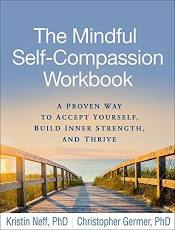 The Mindful
Self-Compassion
Workbook
A PROVEN WAY
TO ACCEPT YOURSELF,
BUILD INNER STRENGTH,
AND THRIVE
Kristin Neff, PhD | Christopher Germer, PhD